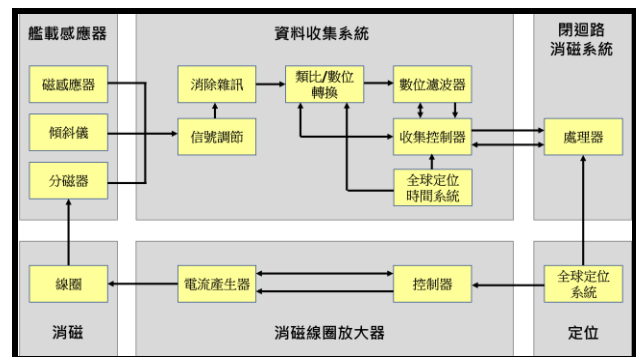 艦載感應器
資料收集系統
閉迴路
消磁系統
磁感應器
消除雜訊
類比/數位
轉換
數位濾波器
傾斜儀
信號調節
收集控制器
處理器
分磁器
全球定位
時間系統
線圈
電流產生器
控制器
全球定位
系統
消磁
消磁線圈放大器
定位